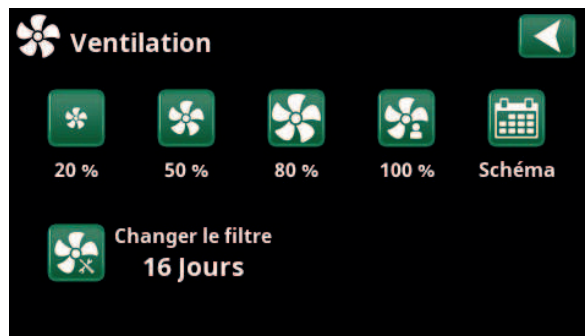 Ventilation
20 %
50 %
80 %
100 %
Schéma
Changer le filtre
16 Jours